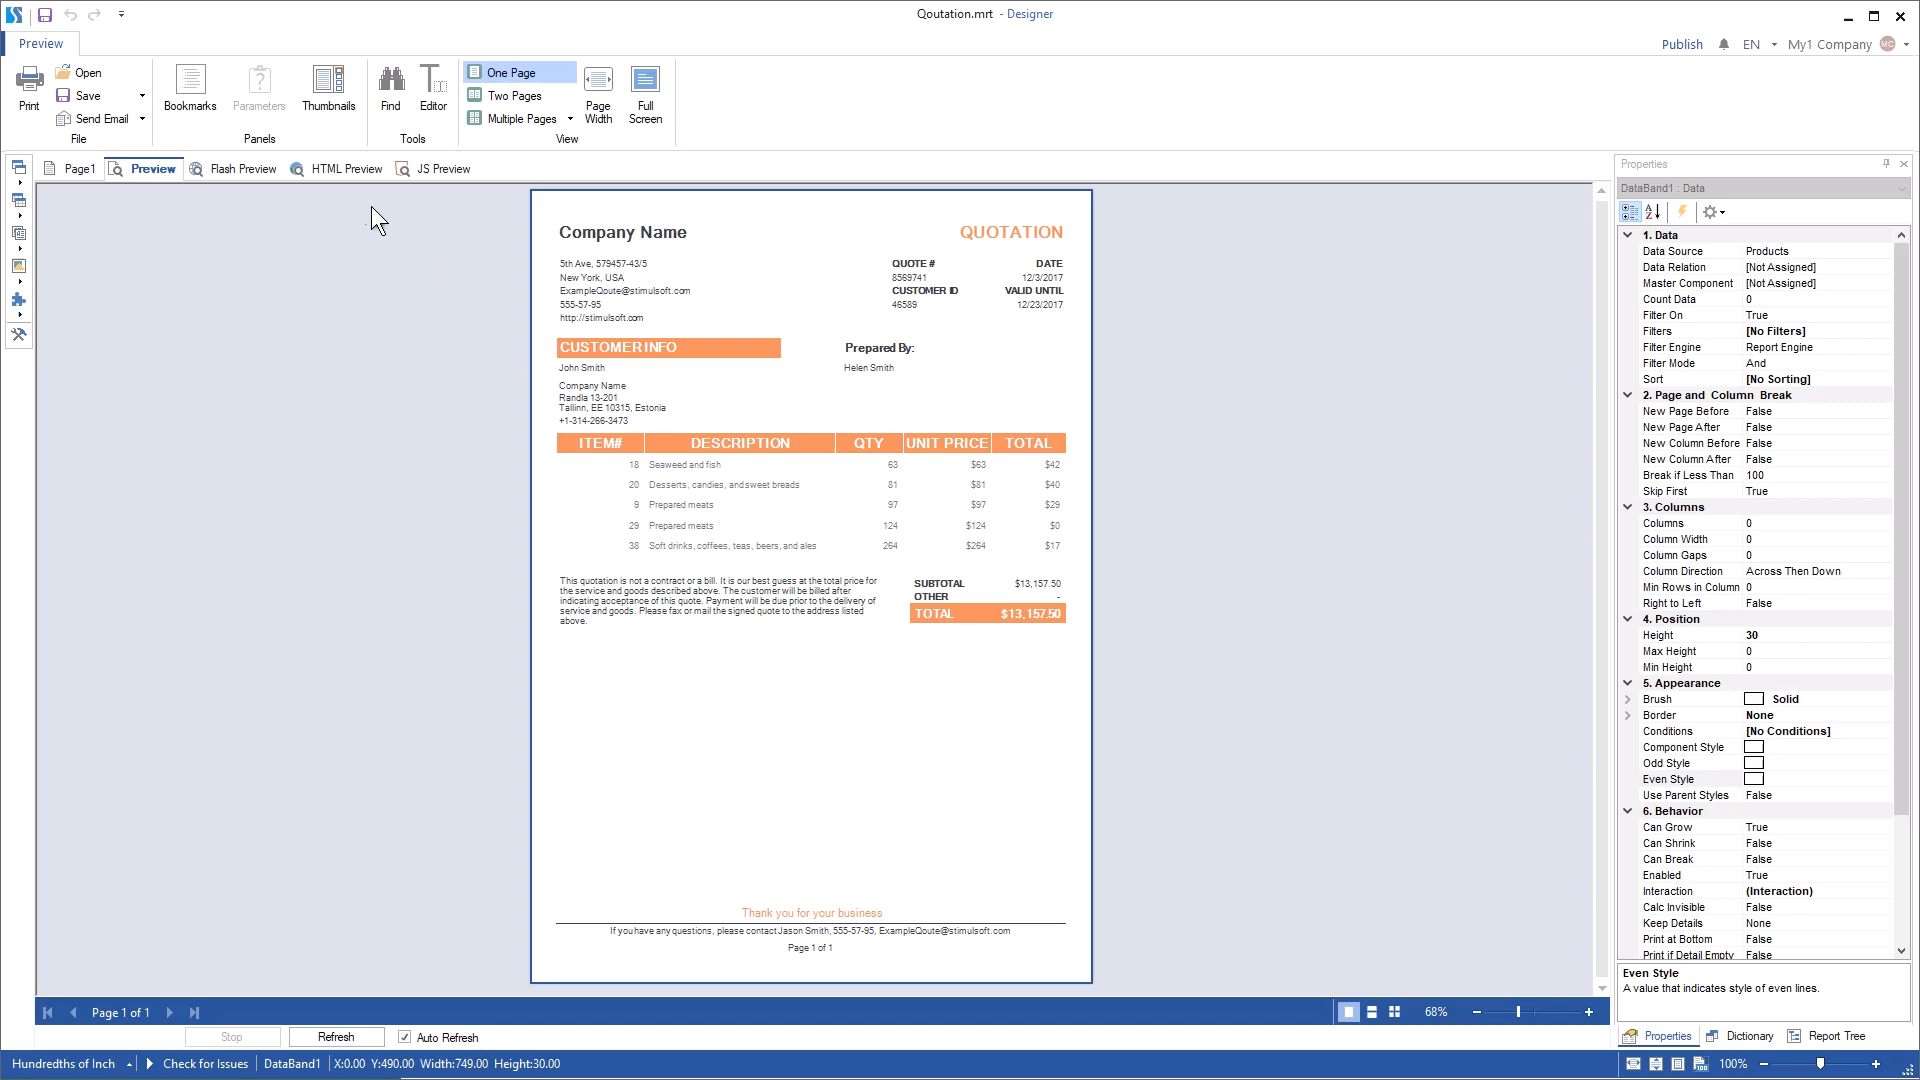 Qoutation.mrt - Designer
Preview
Publish EN My1 Company MC
Print
Open
Save
Send Email
File
Bookmarks
Parameters
Thumbnails
Panels
Find
Editor
Tools
One Page
Two Pages
Multiple Pages
Page Width
Full Screen
View
Page1 Preview Flash Preview HTML Preview JS Preview
Company Name QUOTATION
5th Ave, 579457-43/5 QUOTE # DATE
New York, USA 8569741 12/3/2017
ExampleQoute@stimulsoft.com CUSTOMER ID VALID UNTIL
555-57-95 46589 12/23/2017
http://stimulsoft.com
CUSTOMER INFO Prepared By:
John Smith Helen Smith
Company Name
Randla 13-201
Tallinn, EE 10315, Estonia
+1-314-266-3473
ITEM# DESCRIPTION QTY UNIT PRICE TOTAL
18 Seaweed and fish 63 $63 $42
20 Desserts, candies, and sweet breads 81 $81 $40
9 Prepared meats 97 $97 $29
29 Prepared meats 124 $124 $0
38 Soft drinks, coffees, teas, beers, and ales 264 $264 $17
This quotation is not a contract or a bill. It is our best guess at the total price for
the service and goods described above. The customer will be billed after
indicating acceptance of this quote. Payment will be due prior to the delivery of
service and goods. Please fax or mail the signed quote to the address listed
above.
SUBTOTAL $13,157.50
OTHER -
TOTAL $13,157.50
Thank you for your business
If you have any questions, please contact Jason Smith, 555-57-95, ExampleQoute@stimulsoft.com
Page 1 of 1
Page 1 of 1 68%
Stop Refresh Auto Refresh
Hundredths of Inch Check for Issues DataBand1 X:0.00 Y:490.00 Width:749.00 Height:30.00
Properties
DataBand1 : Data
1. Data
Data Source Products
Data Relation [Not Assigned]
Master Component [Not Assigned]
Count Data 0
Filter On True
Filters [No Filters]
Filter Engine Report Engine
Filter Mode And
Sort [No Sorting]
2. Page and Column Break
New Page Before False
New Page After False
New Column Before False
New Column After False
Break if Less Than 100
Skip First True
3. Columns
Columns 0
Column Width 0
Column Gaps 0
Column Direction Across Then Down
Min Rows in Column 0
Right to Left False
4. Position
Height 30
Max Height 0
Min Height 0
5. Appearance
Brush Solid
Border None
Conditions [No Conditions]
Component Style
Odd Style
Even Style
Use Parent Styles False
6. Behavior
Can Grow True
Can Shrink False
Can Break False
Enabled True
Interaction (Interaction)
Calc Invisible False
Keep Details None
Print at Bottom False
Print if Detail Empty False
Even Style
A value that indicates style of even lines.
Properties Dictionary Report Tree
100%